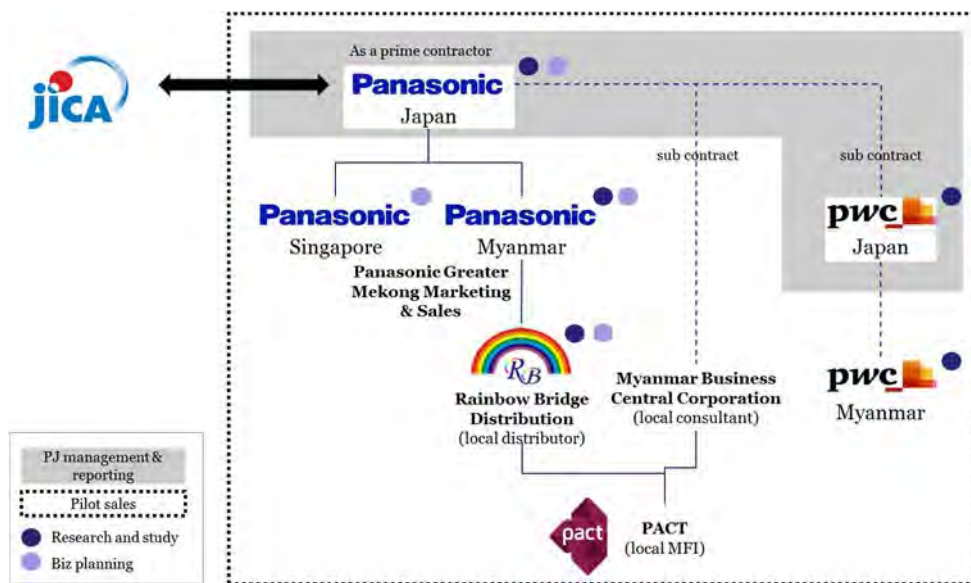 As a prime contractor
jica
Panasonic
Japan
sub contract
sub contract
Panasonic
Singapore
Panasonic
Myanmar
pwc
Japan
Panasonic Greater
Mekong Marketing
& Sales
RB
Rainbow Bridge
Distribution
(local distributor)
Myanmar Business
Central Corporation
(local consultant)
pwc
Myanmar
PJ management &
reporting
Pilot sales
Research and study
Biz planning
pact
PACT
(local MFI)